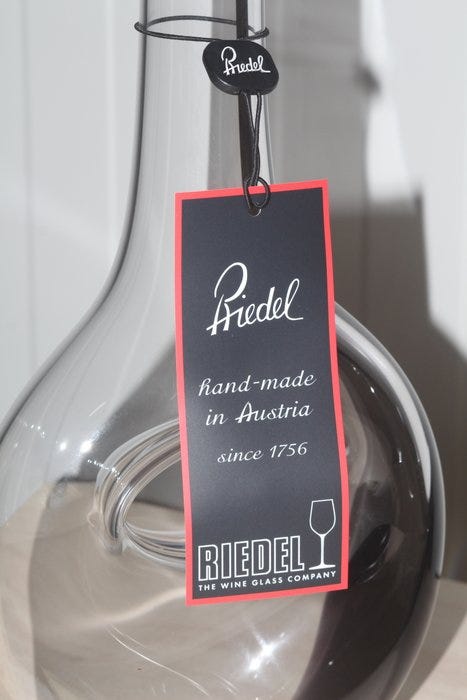 Riedel
Riedel
hand-made
in Austria
since 1756
RIEDEL
THE WINE GLASS COMPANY